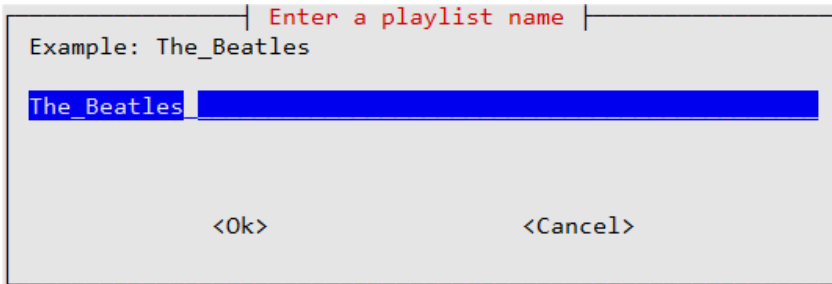 Enter a playlist name
Example: The_Beatles
The_Beatles
<Ok> <Cancel>